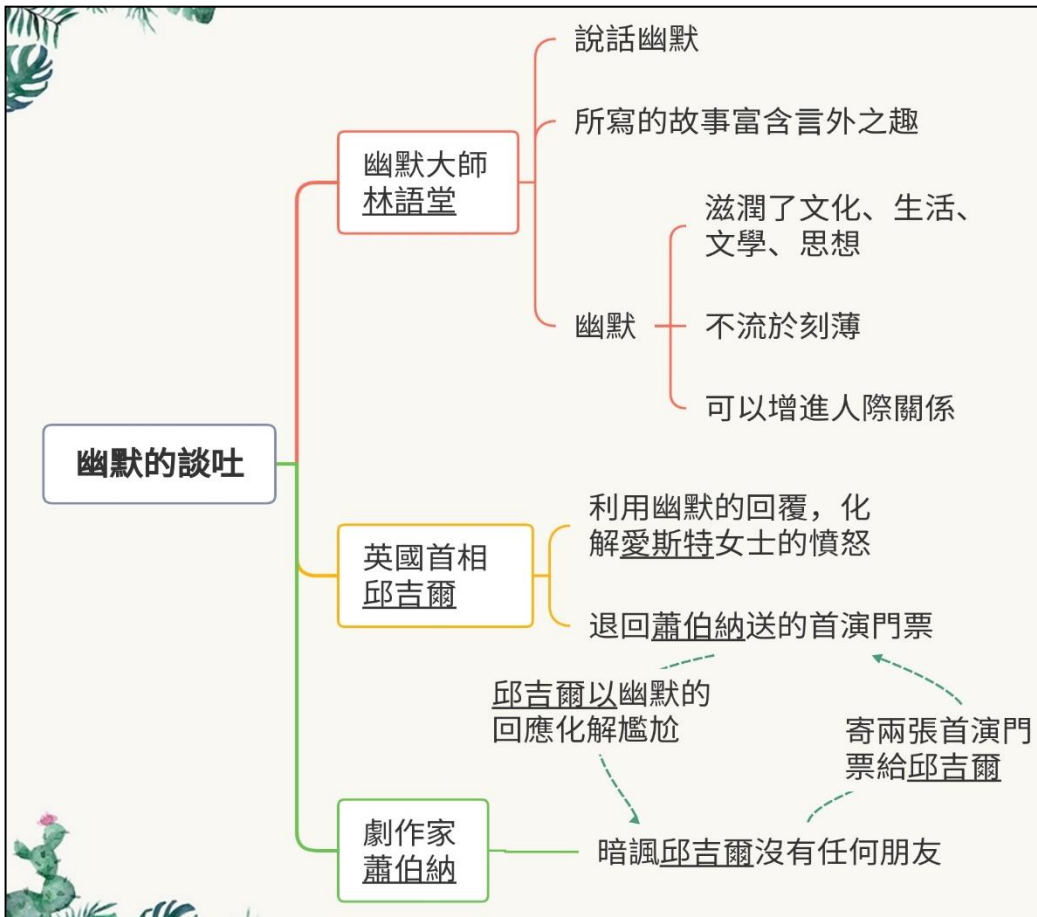 幽默的談吐
幽默大師
林語堂
說話幽默
所寫的故事富含言外之趣
幽默
滋潤了文化、生活、
文學、思想
不流於刻薄
可以增進人際關係
英國首相
邱吉爾
利用幽默的回覆，化
解愛斯特女士的憤怒
退回蕭伯納送的首演門票
邱吉爾以幽默的
回應化解尷尬
寄兩張首演門
票給邱吉爾
劇作家
蕭伯納
暗諷邱吉爾沒有任何朋友